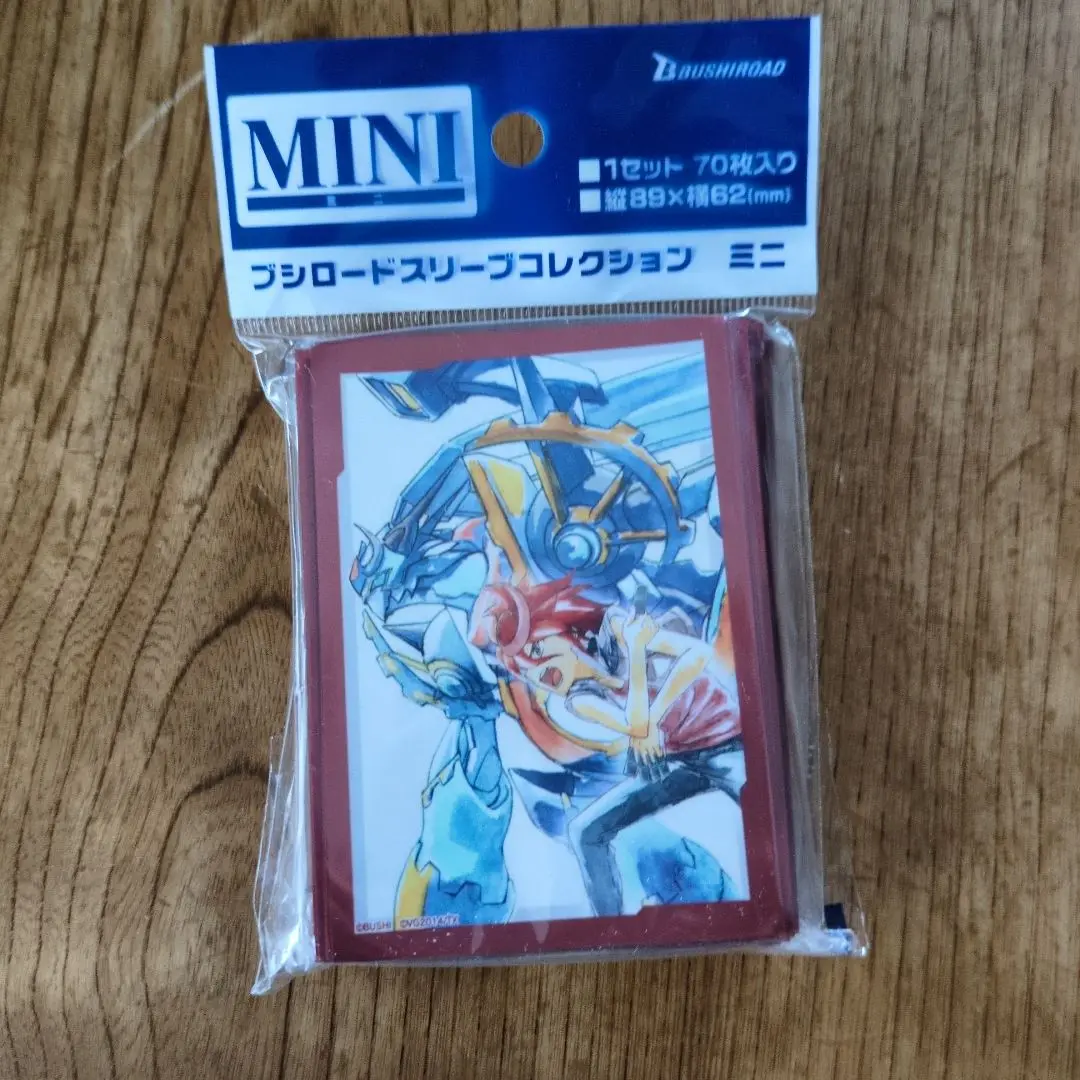 BUSHIROAD
MINI
ミニ
■1セット 70枚入り
■縦89×横62(mm)
ブシロードスリーブコレクション ミニ
©BUSHI ©VG2014/TX